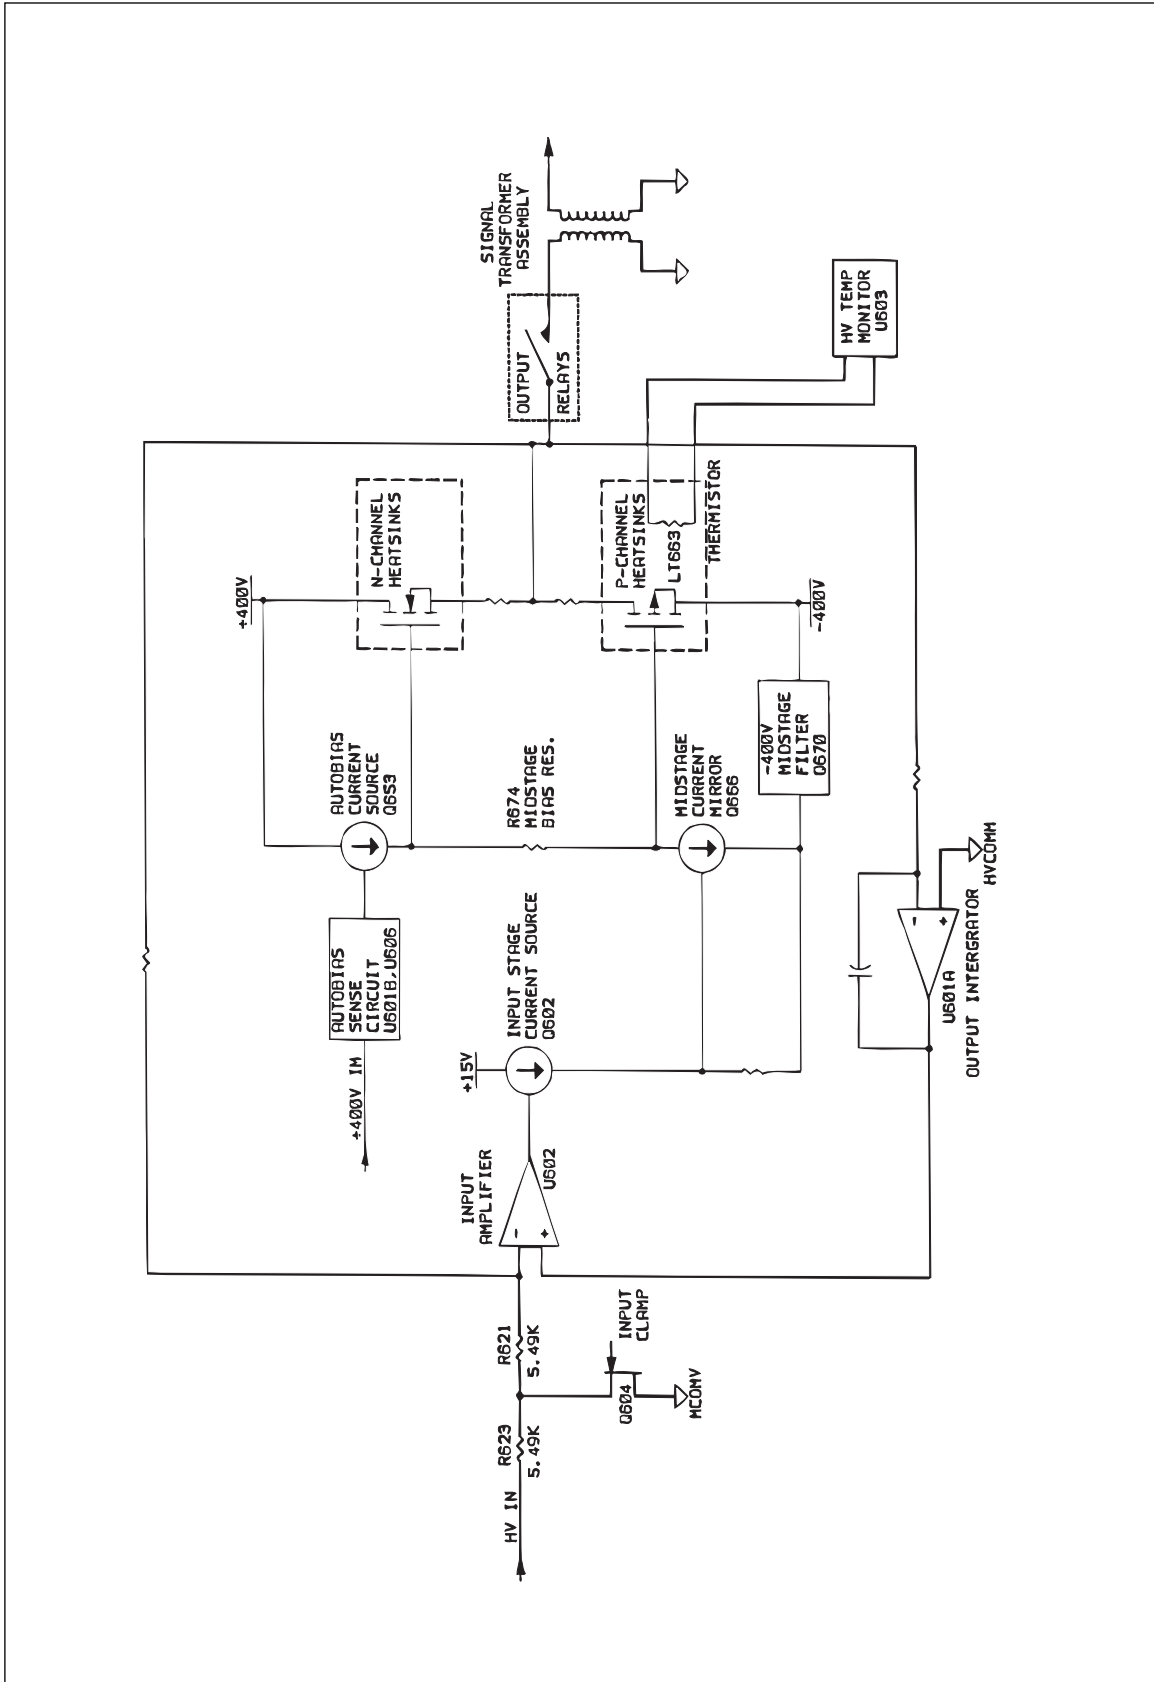 SIGNAL
TRANSFORMER
ASSEMBLY
OUTPUT
RELAYS
HV TEMP
MONITOR
U603
N-CHANNEL
HEATSINKS
P-CHANNEL
HEATSINKS
LT663
THERMISTOR
+400V
-400V
AUTOBIAS
CURRENT
SOURCE
Q653
R674
MIDSTAGE
BIAS RES.
MIDSTAGE
CURRENT
MIRROR
Q666
-400V
MIDSTAGE
FILTER
Q670
AUTOBIAS
SENSE
CIRCUIT
U601B,U606
+400V IM
INPUT STAGE
CURRENT SOURCE
Q602
+15V
HVCOMM
- +
U601A
OUTPUT INTERGRATOR
INPUT
AMPLIFIER
- +
U602
HV IN
R623
5.49K
R621
5.49K
INPUT
CLAMP
Q604
MCOMV